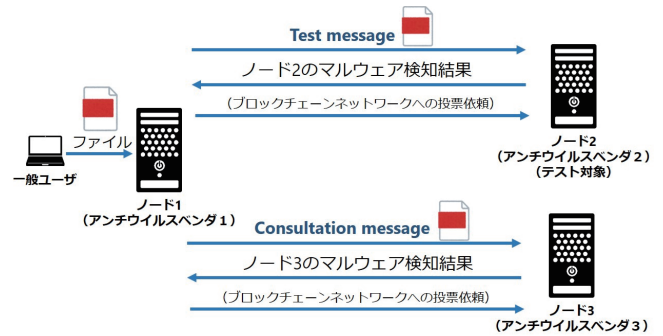 Test message
ノード2のマルウェア検知結果
（ブロックチェーンネットワークへの投票依頼）
ファイル
一般ユーザ
ノード1
（アンチウイルスベンダ１）
ノード2
（アンチウイルスベンダ２）
（テスト対象）
Consultation message
ノード3のマルウェア検知結果
（ブロックチェーンネットワークへの投票依頼）
ノード3
（アンチウイルスベンダ３）